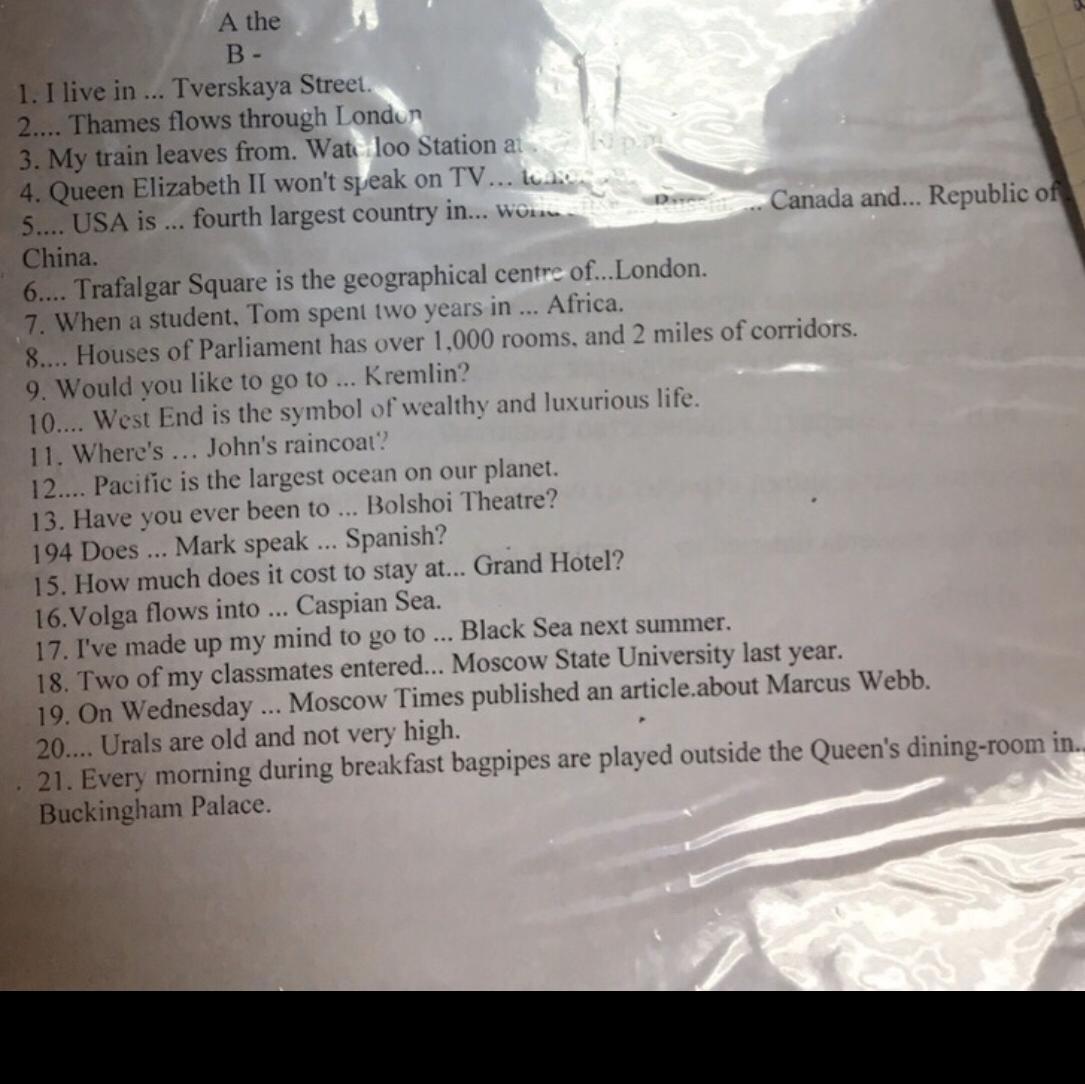 A the
B -
1. I live in ... Tverskaya Street.
2.... Thames flows through London
3. My train leaves from. Waterloo Station at p.m
4. Queen Elizabeth II won't speak on TV...
5.... USA is ... fourth largest country in... world ... Russia, ... Canada and... Republic of
China.
6.... Trafalgar Square is the geographical centre of...London.
7. When a student, Tom spent two years in ... Africa.
8.... Houses of Parliament has over 1,000 rooms, and 2 miles of corridors.
9. Would you like to go to ... Kremlin?
10.... West End is the symbol of wealthy and luxurious life.
11. Where's ... John's raincoat?
12.... Pacific is the largest ocean on our planet.
13. Have you ever been to ... Bolshoi Theatre?
194 Does ... Mark speak ... Spanish?
15. How much does it cost to stay at... Grand Hotel?
16.Volga flows into ... Caspian Sea.
17. I've made up my mind to go to ... Black Sea next summer.
18. Two of my classmates entered... Moscow State University last year.
19. On Wednesday ... Moscow Times published an article.about Marcus Webb.
20.... Urals are old and not very high.
21. Every morning during breakfast bagpipes are played outside the Queen's dining-room in..
Buckingham Palace.